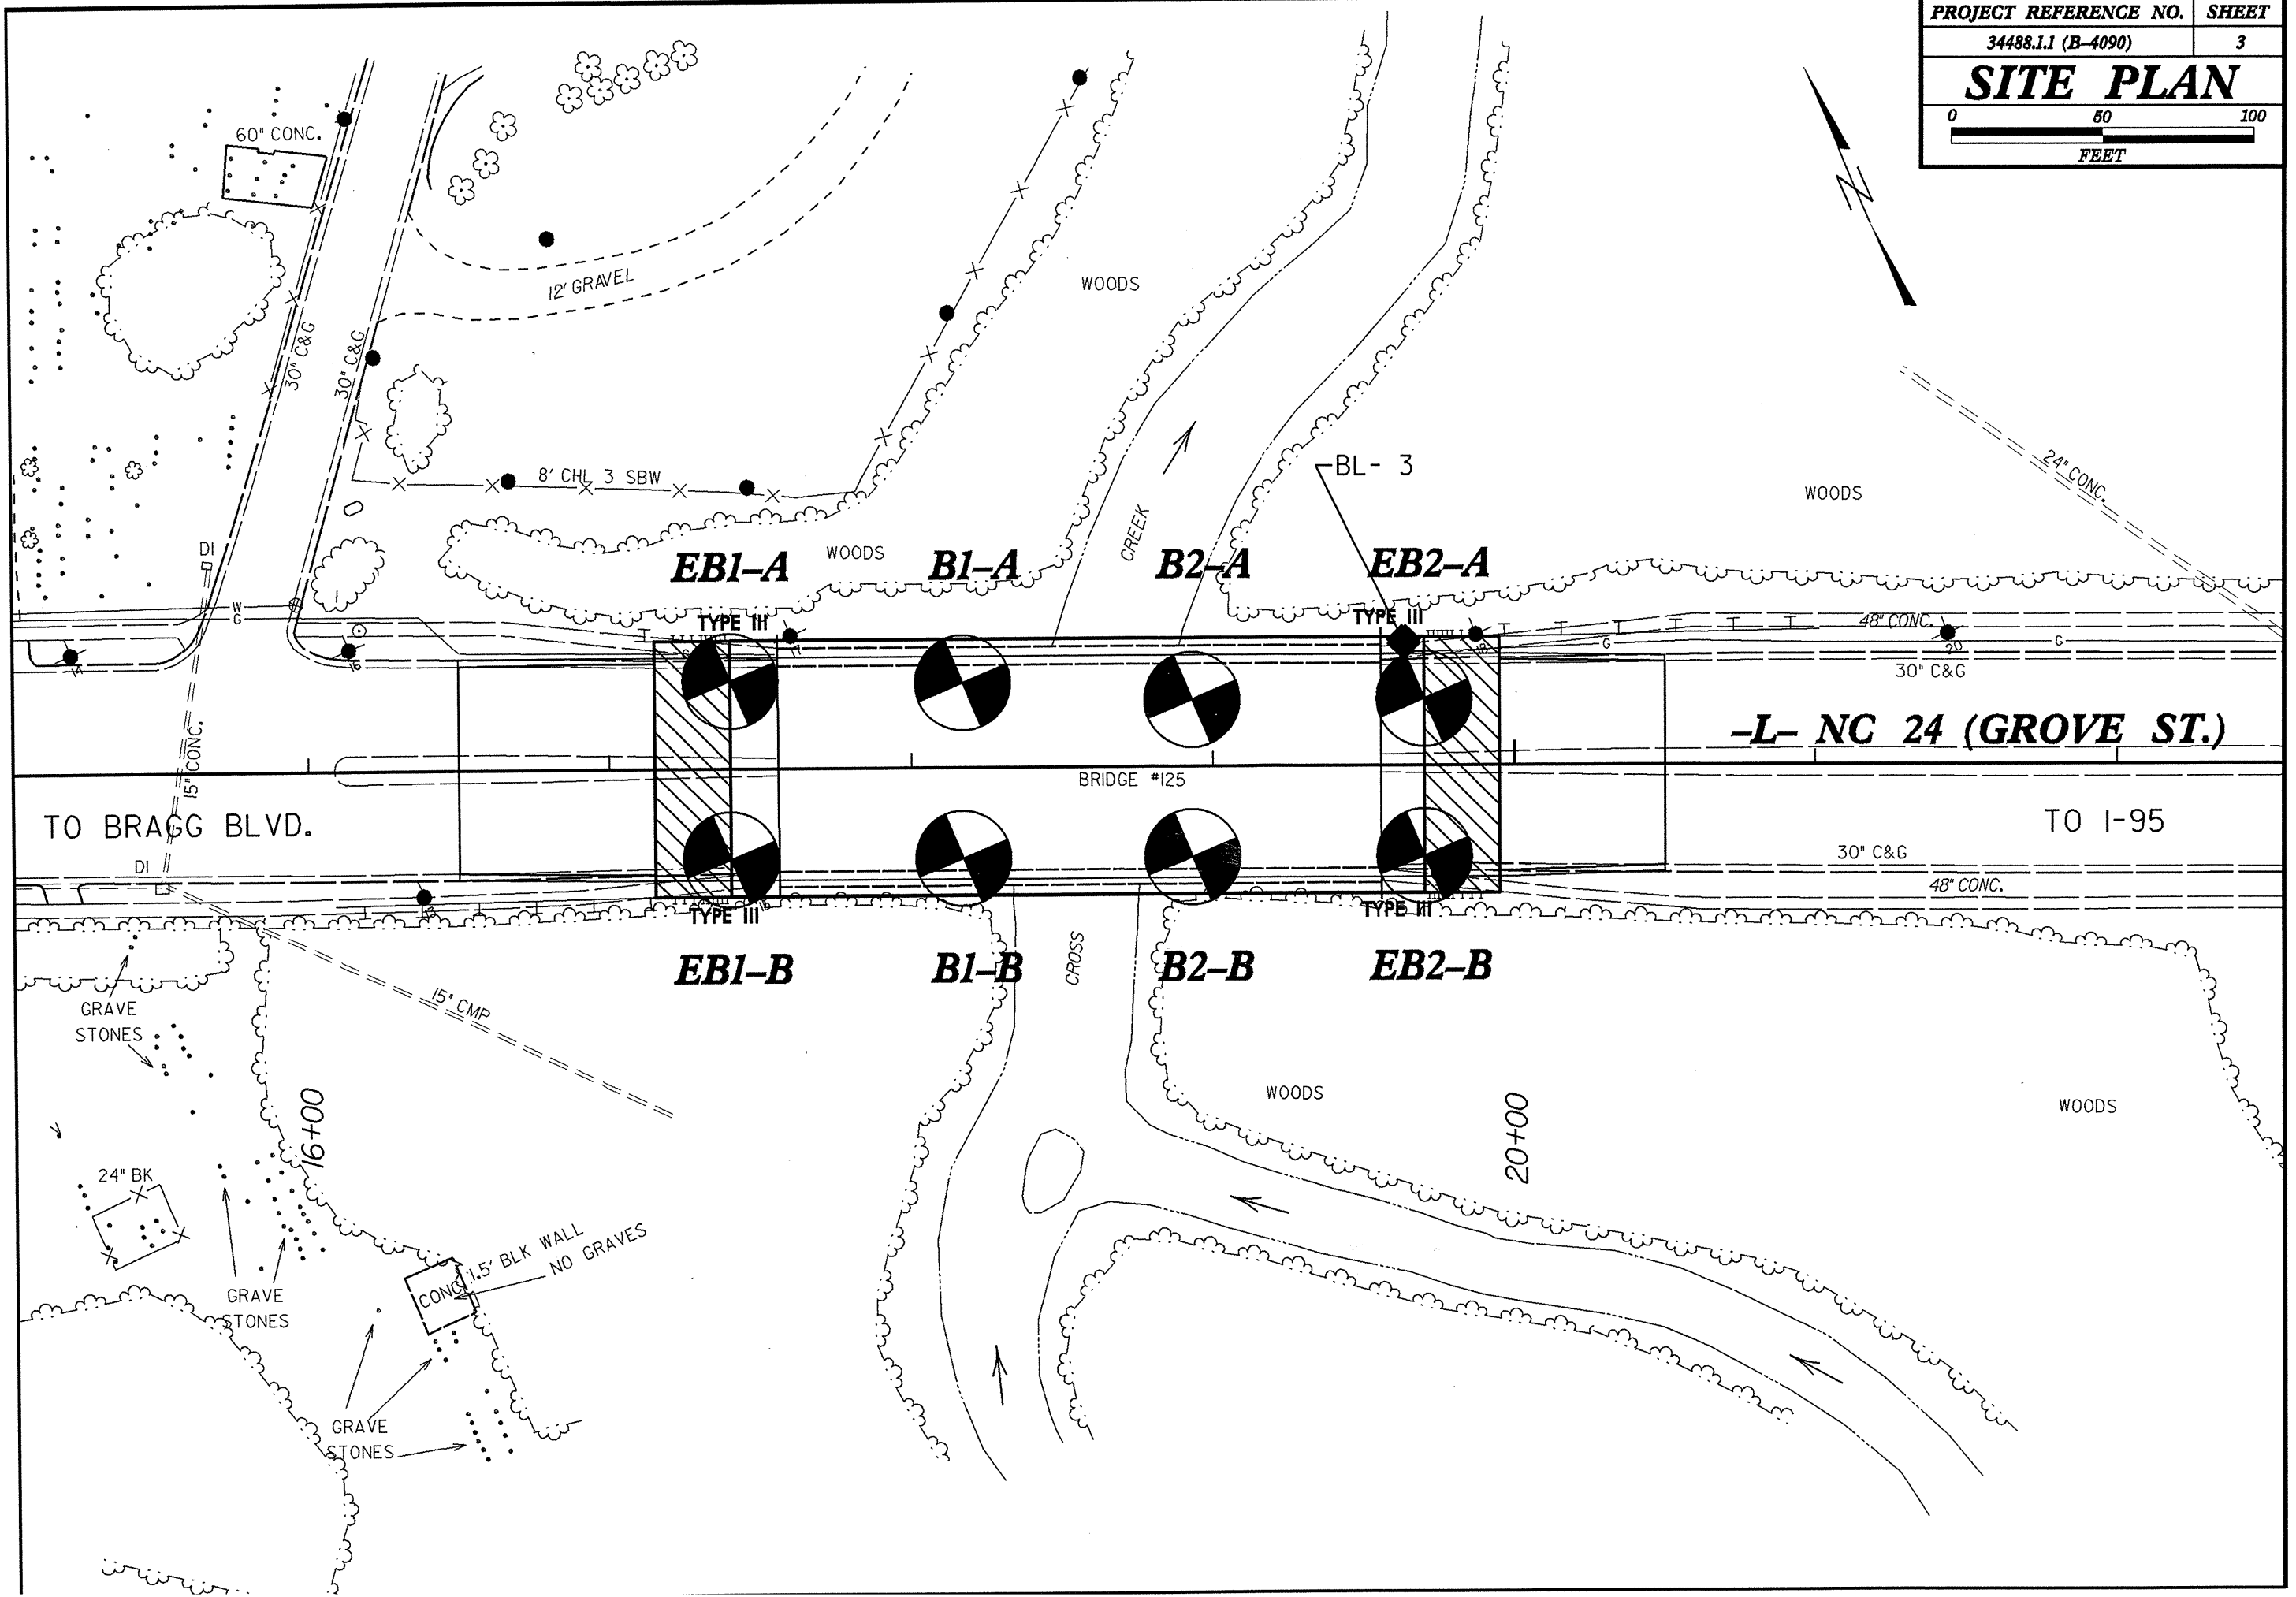 PROJECT REFERENCE NO. SHEET
34488.1.1 (B-4090) 3
SITE PLAN
0 50 100
FEET
60" CONC.
12' GRAVEL
WOODS
30" C&G
30" C&G
BL- 3
8' CHL 3 SBW
24" CONC.
WOODS
CREEK
DI
WOODS
EB1-A B1-A B2-A EB2-A
W
G
TYPE III
TYPE III
14
16
17
20
48" CONC.
G
G
30" C&G
15" CONC.
-L- NC 24 (GROVE ST.)
BRIDGE #125
TO BRAGG BLVD.
TO I-95
DI
30" C&G
48" CONC.
TYPE III
TYPE III
EB1-B B1-B B2-B EB2-B
CROSS
GRAVE
STONES
15" CMP
16+00
WOODS
20+00
WOODS
24" BK
1.5' BLK WALL
NO GRAVES
CONC
GRAVE
STONES
GRAVE
STONES